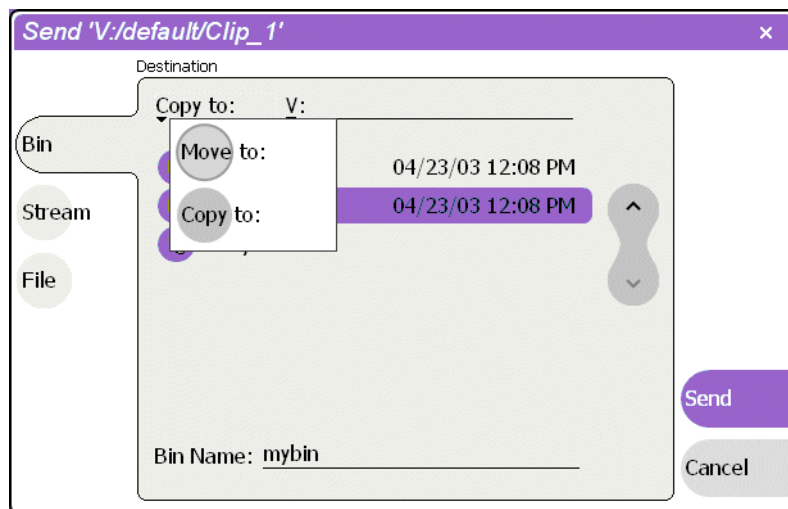 Send 'V:/default/Clip_1'
Destination
Copy to: V:
Bin
Move to:
04/23/03 12:08 PM
Stream
Copy to:
04/23/03 12:08 PM
File
Send
Bin Name: mybin
Cancel